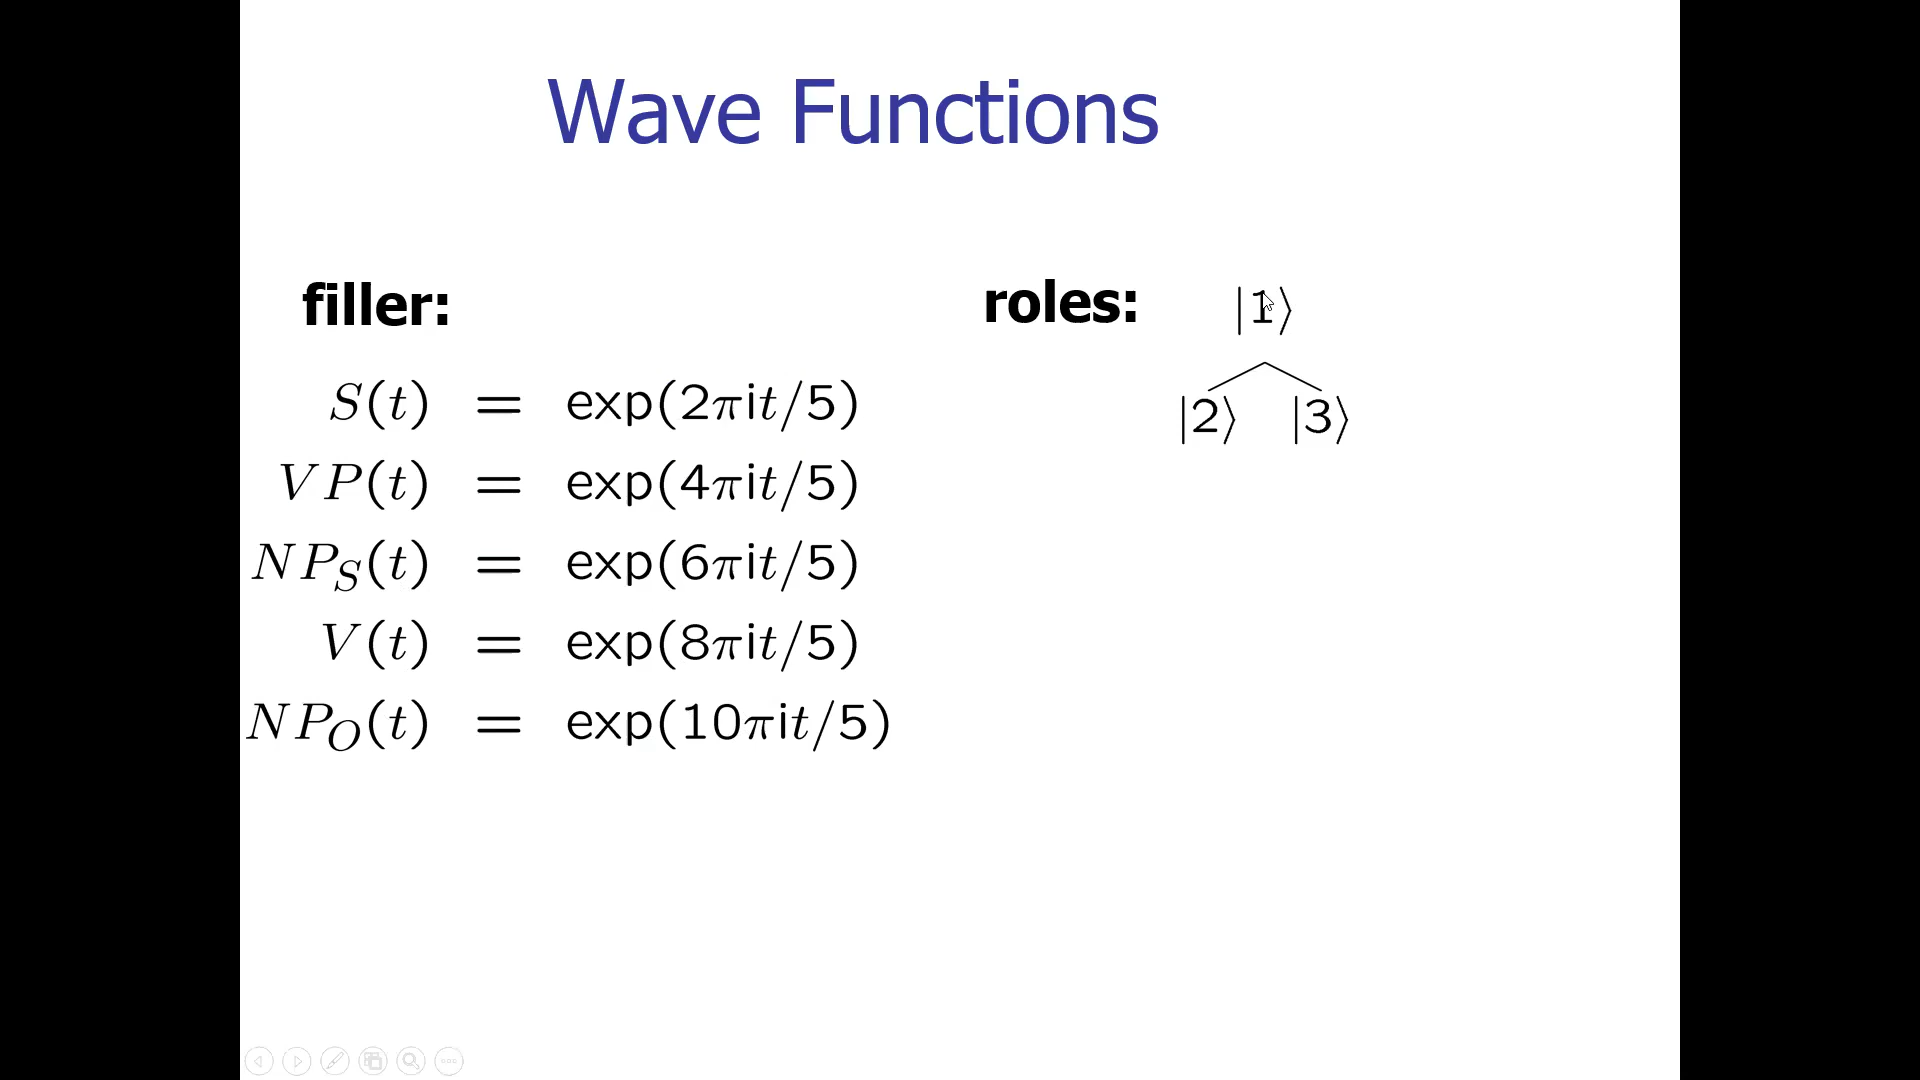 Wave Functions
filler:
S(t) = exp(2πit/5)
VP(t) = exp(4πit/5)
NP_S(t) = exp(6πit/5)
V(t) = exp(8πit/5)
NP_O(t) = exp(10πit/5)
roles:
|1⟩
|2⟩ |3⟩